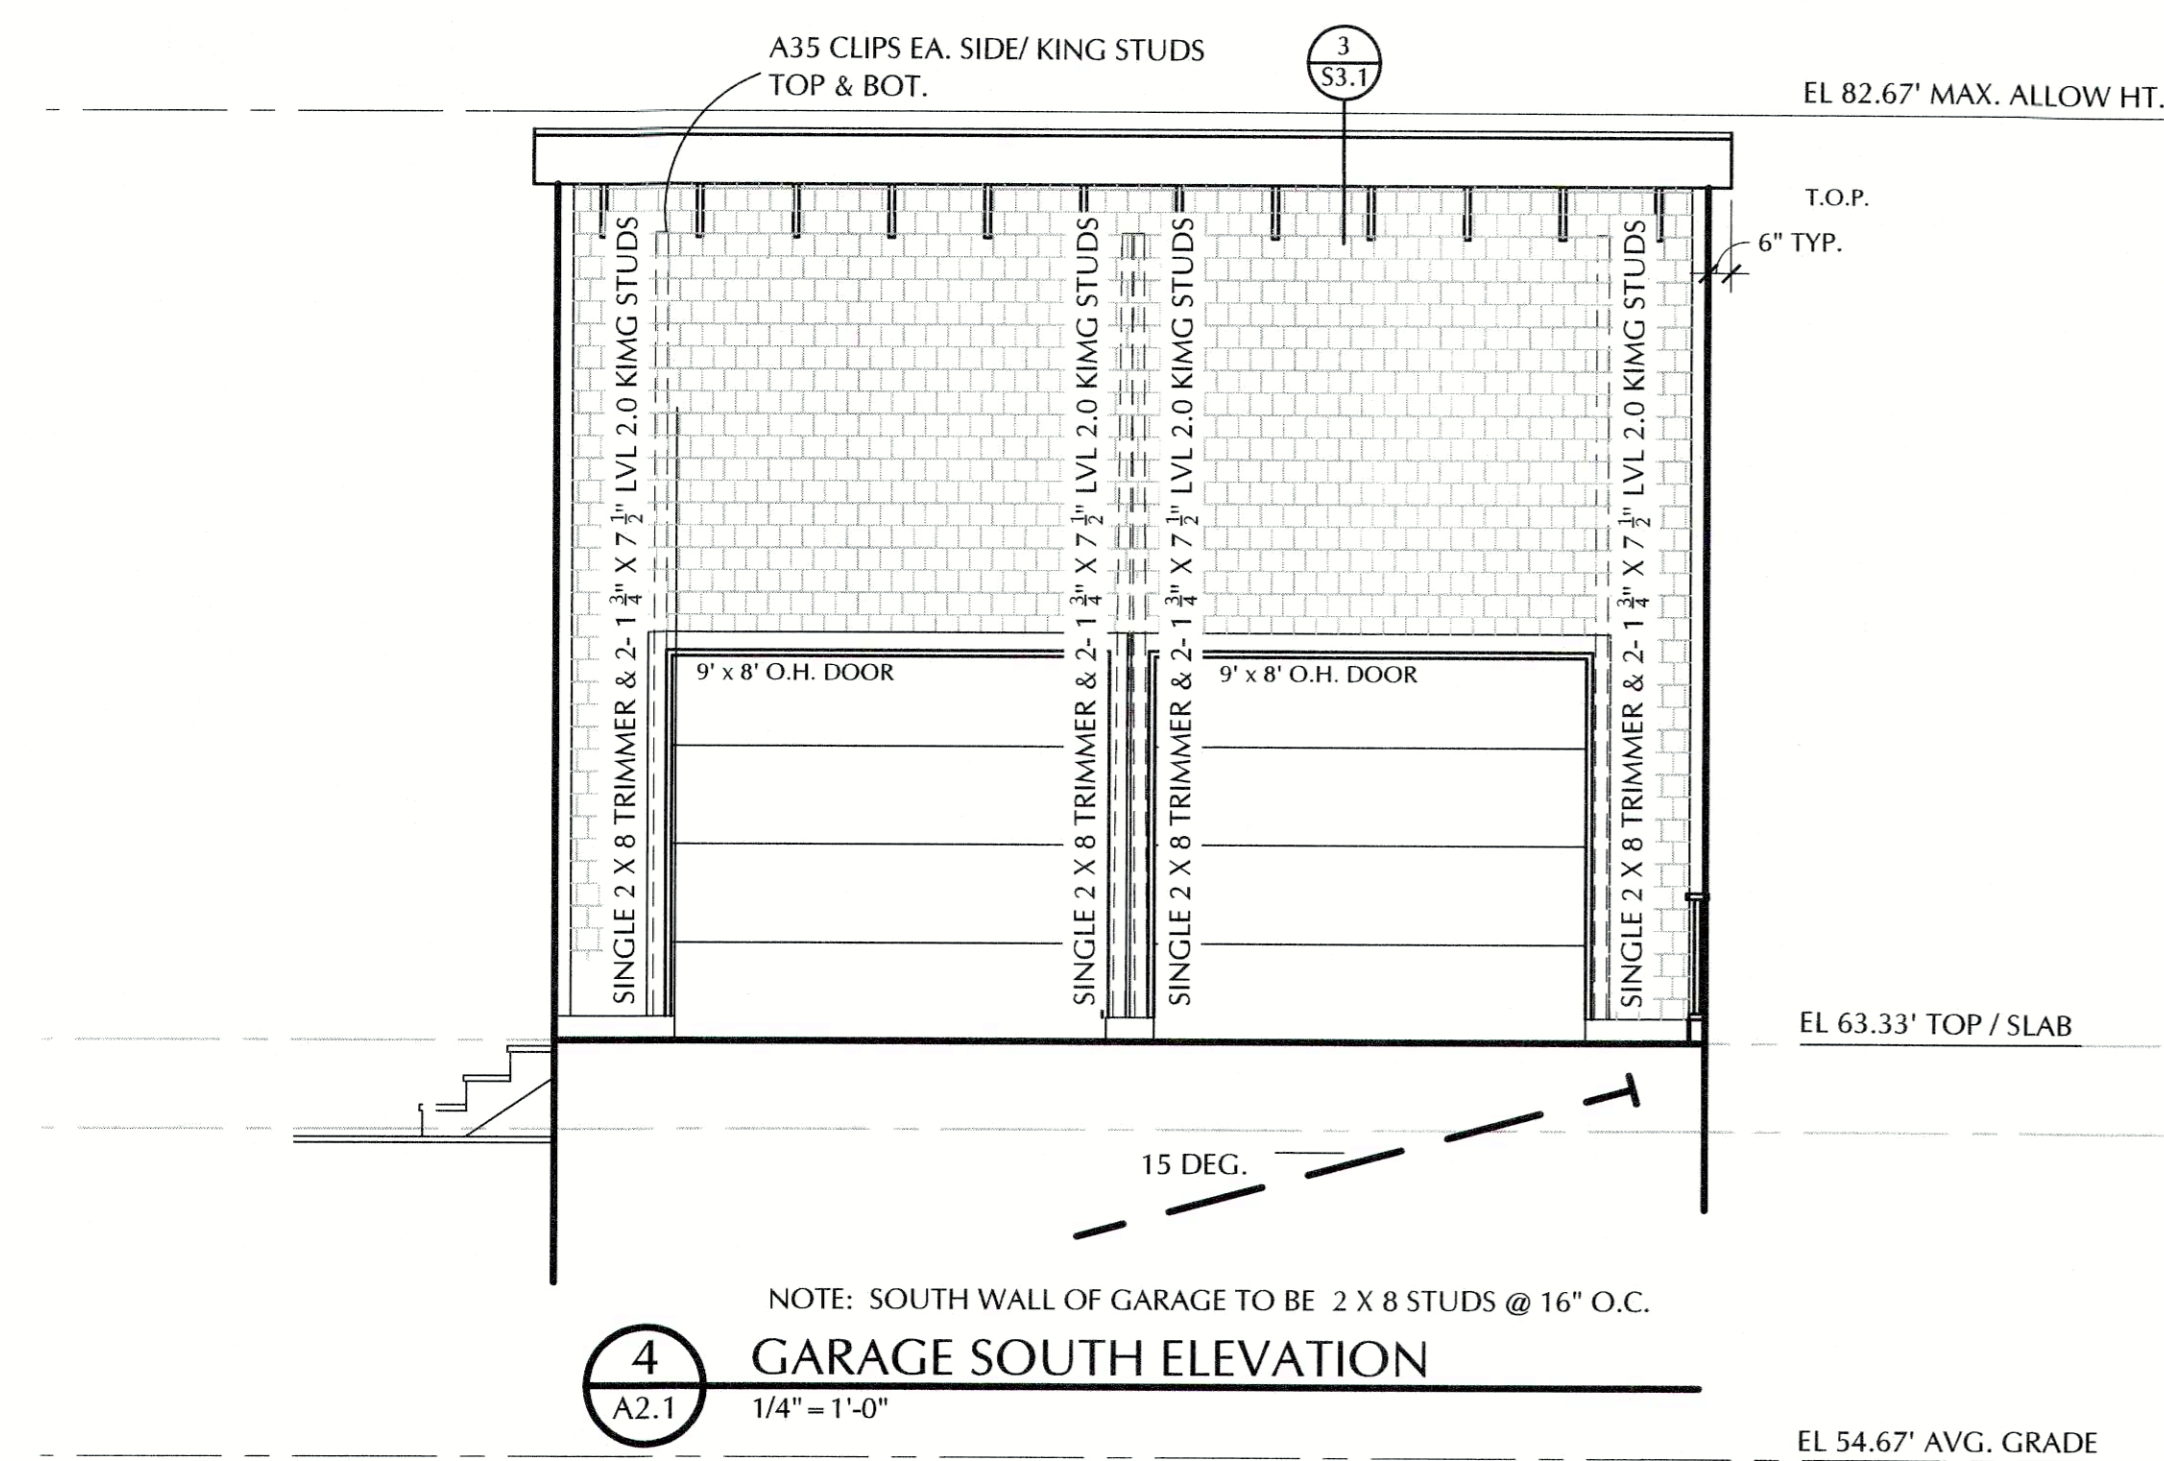 A35 CLIPS EA. SIDE/ KING STUDS
TOP & BOT.
3
S3.1
EL 82.67' MAX. ALLOW HT.
T.O.P.
6" TYP.
SINGLE 2 X 8 TRIMMER & 2- 1 3/4" X 7 1/2" LVL 2.0 KIMG STUDS
SINGLE 2 X 8 TRIMMER & 2- 1 3/4" X 7 1/2" LVL 2.0 KIMG STUDS
SINGLE 2 X 8 TRIMMER & 2- 1 3/4" X 7 1/2" LVL 2.0 KIMG STUDS
SINGLE 2 X 8 TRIMMER & 2- 1 3/4" X 7 1/2" LVL 2.0 KIMG STUDS
9' x 8' O.H. DOOR
9' x 8' O.H. DOOR
EL 63.33' TOP / SLAB
15 DEG.
NOTE: SOUTH WALL OF GARAGE TO BE 2 X 8 STUDS @ 16" O.C.
4
A2.1
GARAGE SOUTH ELEVATION
1/4" = 1'-0"
EL 54.67' AVG. GRADE